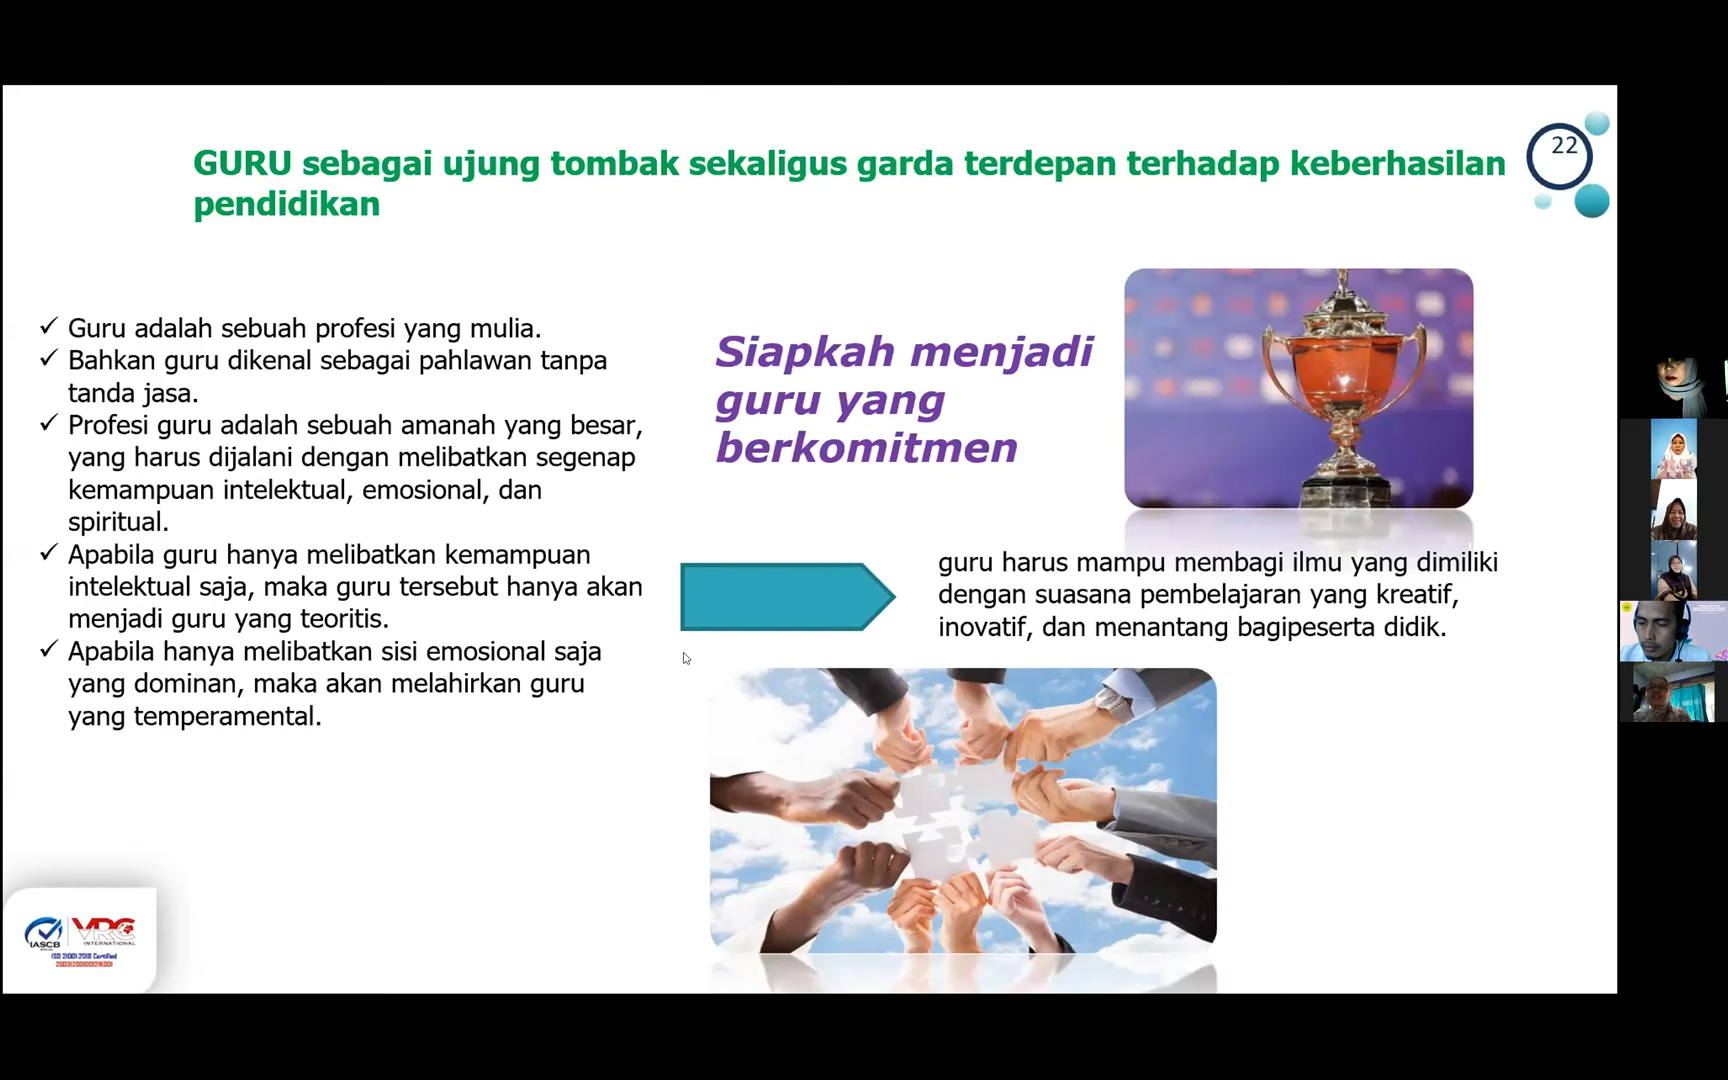 GURU sebagai ujung tombak sekaligus garda terdepan terhadap keberhasilan
pendidikan
22
✓ Guru adalah sebuah profesi yang mulia.
✓ Bahkan guru dikenal sebagai pahlawan tanpa
tanda jasa.
✓ Profesi guru adalah sebuah amanah yang besar,
yang harus dijalani dengan melibatkan segenap
kemampuan intelektual, emosional, dan
spiritual.
✓ Apabila guru hanya melibatkan kemampuan
intelektual saja, maka guru tersebut hanya akan
menjadi guru yang teoritis.
✓ Apabila hanya melibatkan sisi emosional saja
yang dominan, maka akan melahirkan guru
yang temperamental.
Siapkah menjadi
guru yang
berkomitmen
guru harus mampu membagi ilmu yang dimiliki
dengan suasana pembelajaran yang kreatif,
inovatif, dan menantang bagipeserta didik.
IASCB
VRC
INTERNATIONAL
ISO 21001:2018 Certified